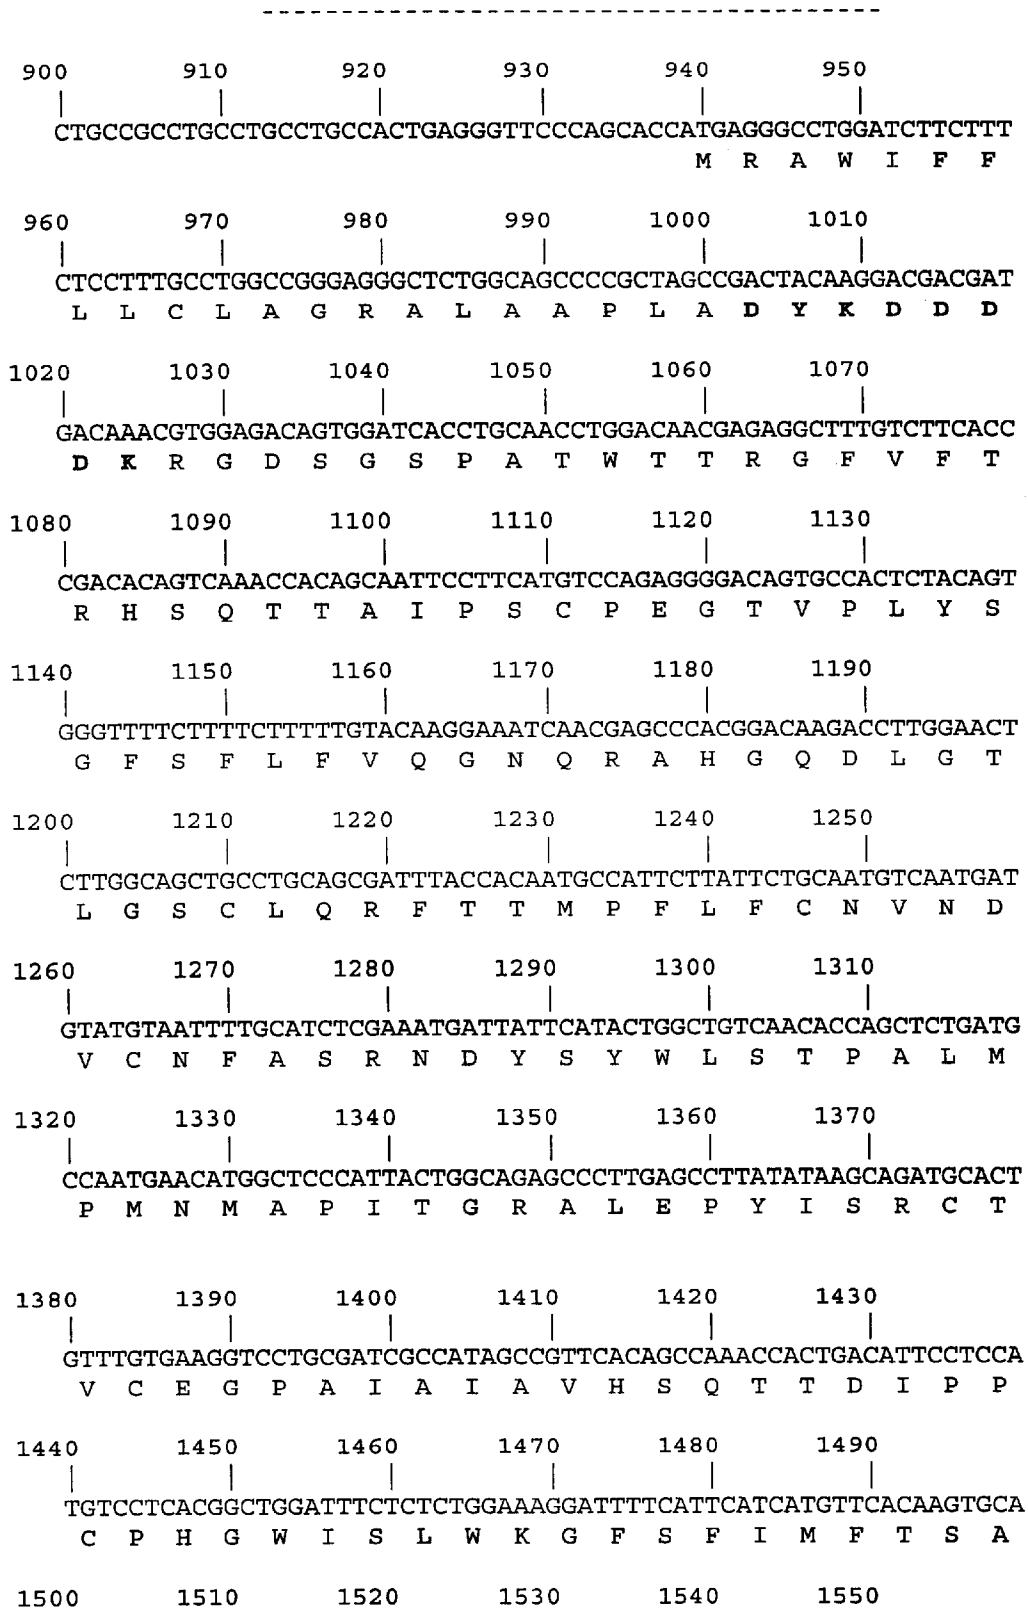 900 910 920 930 940 950
CTGCCGCCTGCCTGCCTGCCACTGAGGGTTCCCAGCACCATGAGGGCCTGGATCTTCTTT
M R A W I F F
960 970 980 990 1000 1010
CTCCTTTGCCTGGCCGGGAGGGCTCTGGCAGCCCCGCTAGCCGACTACAAGGACGACGAT
L L C L A G R A L A A P L A D Y K D D D
1020 1030 1040 1050 1060 1070
GACAAACGTGGAGACAGTGGATCACCTGCAACCTGGACAACGAGAGGCTTTGTCTTCACC
D K R G D S G S P A T W T T R G F V F T
1080 1090 1100 1110 1120 1130
CGACACAGTCAAACCACAGCAATTCCTTCATGTCCAGAGGGGACAGTGCCACTCTACAGT
R H S Q T T A I P S C P E G T V P L Y S
1140 1150 1160 1170 1180 1190
GGGTTTTCTTTTCTTTTTGTACAAGGAAATCAACGAGCCCACGGACAAGACCTTGGAACT
G F S F L F V Q G N Q R A H G Q D L G T
1200 1210 1220 1230 1240 1250
CTTGGCAGCTGCCTGCAGCGATTTACCACAATGCCATTCTTATTCTGCAATGTCAATGAT
L G S C L Q R F T T M P F L F C N V N D
1260 1270 1280 1290 1300 1310
GTATGTAATTTTGCATCTCGAAATGATTATTCATACTGGCTGTCAACACCAGCTCTGATG
V C N F A S R N D Y S Y W L S T P A L M
1320 1330 1340 1350 1360 1370
CCAATGAACATGGCTCCCATTACTGGCAGAGCCCTTGAGCCTTATATAAGCAGATGCACT
P M N M A P I T G R A L E P Y I S R C T
1380 1390 1400 1410 1420 1430
GTTTGTGAAGGTCCTGCGATCGCCATAGCCGTTCACAGCCAAACCACTGACATTCCTCCA
V C E G P A I A I A V H S Q T T D I P P
1440 1450 1460 1470 1480 1490
TGTCCTCACGGCTGGATTTCTCTCTGGAAAGGATTTTCATTCATCATGTTCACAAGTGCA
C P H G W I S L W K G F S F I M F T S A
1500 1510 1520 1530 1540 1550